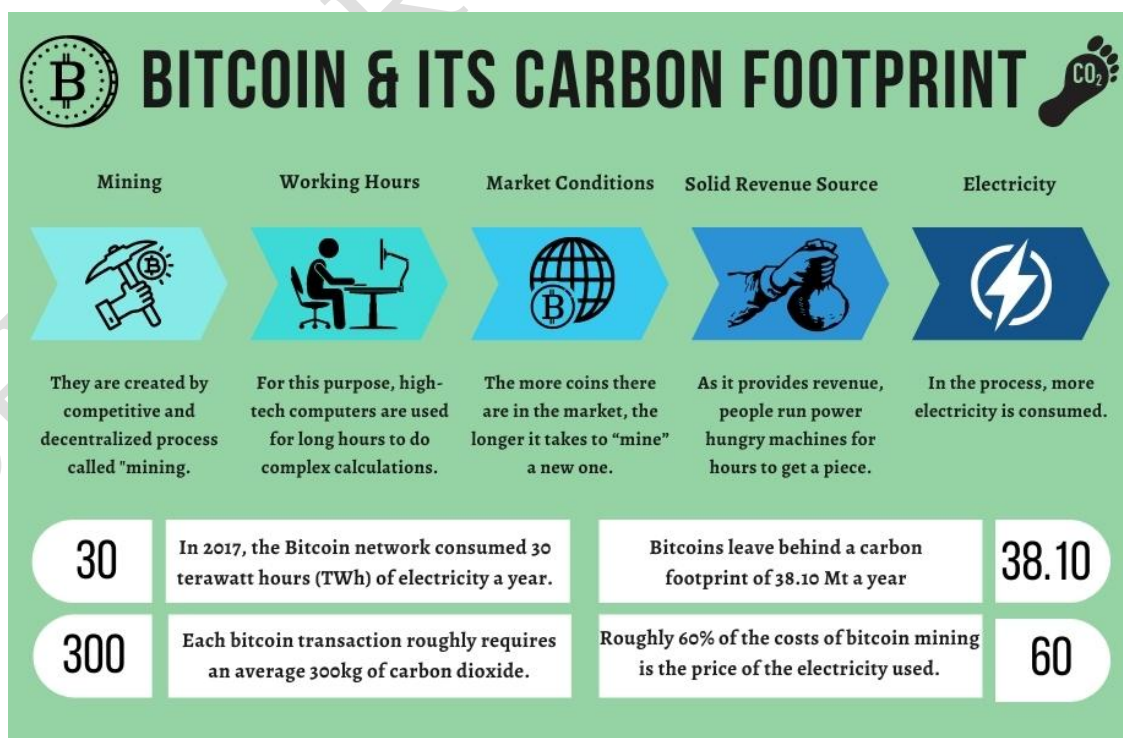 BITCOIN & ITS CARBON FOOTPRINT
CO₂
B
Mining
Working Hours
Market Conditions
Solid Revenue Source
Electricity
B
B
They are created by
competitive and
decentralized process
called "mining.
For this purpose, high-
tech computers are used
for long hours to do
complex calculations.
The more coins there
are in the market, the
longer it takes to “mine”
a new one.
As it provides revenue,
people run power
hungry machines for
hours to get a piece.
In the process, more
electricity is consumed.
30
In 2017, the Bitcoin network consumed 30
terawatt hours (TWh) of electricity a year.
Bitcoins leave behind a carbon
footprint of 38.10 Mt a year
38.10
300
Each bitcoin transaction roughly requires
an average 300kg of carbon dioxide.
Roughly 60% of the costs of bitcoin mining
is the price of the electricity used.
60